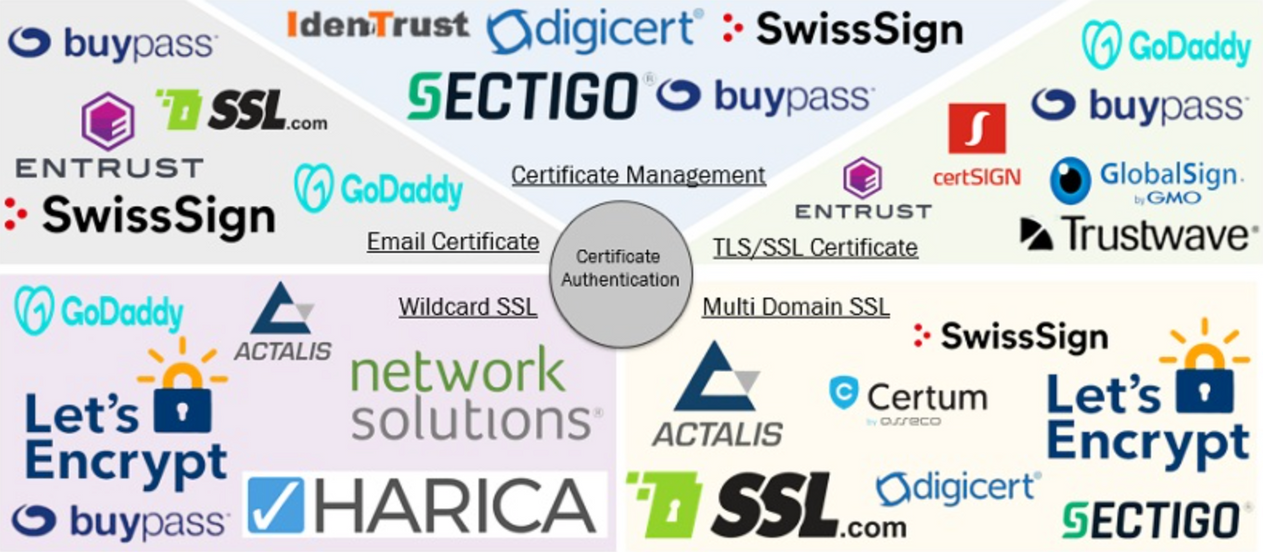 buypass
SSL.com
ENTRUST
SwissSign
GoDaddy
Email Certificate
IdenTrust
digicert®
SwissSign
SECTIGO®
buypass
Certificate Management
GoDaddy
buypass
certSIGN
GlobalSign.
by GMO
ENTRUST
Trustwave®
TLS/SSL Certificate
Certificate
Authentication
GoDaddy
ACTALIS
Wildcard SSL
Let's
Encrypt
network
solutions®
buypass
HARICA
Multi Domain SSL
SwissSign
ACTALIS
Certum
by asseco
Let's
Encrypt
SSL.com
digicert®
SECTIGO®